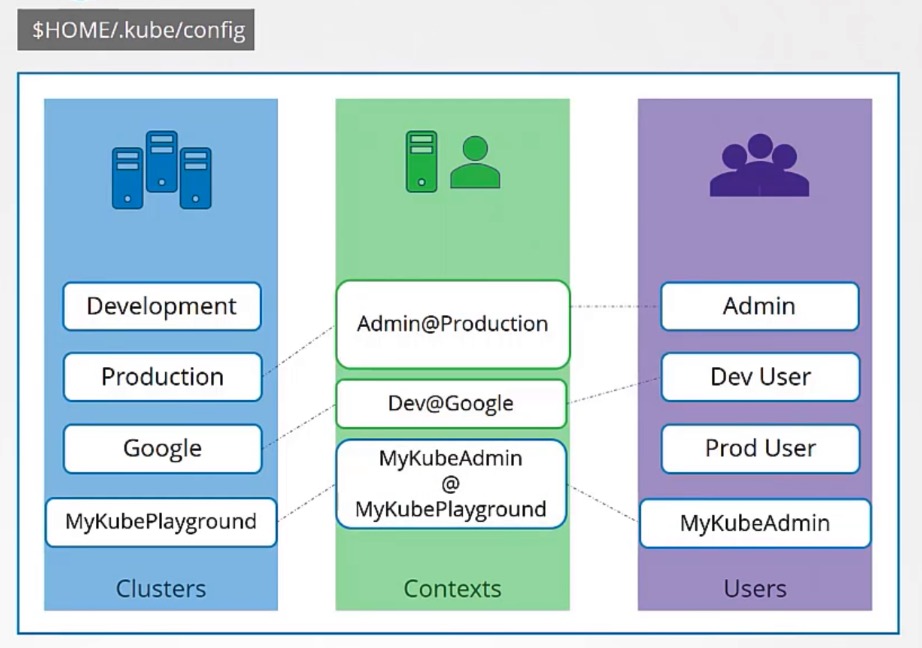 $HOME/.kube/config
Development
Production
Google
MyKubePlayground
Clusters
Admin@Production
Dev@Google
MyKubeAdmin
@
MyKubePlayground
Contexts
Admin
Dev User
Prod User
MyKubeAdmin
Users